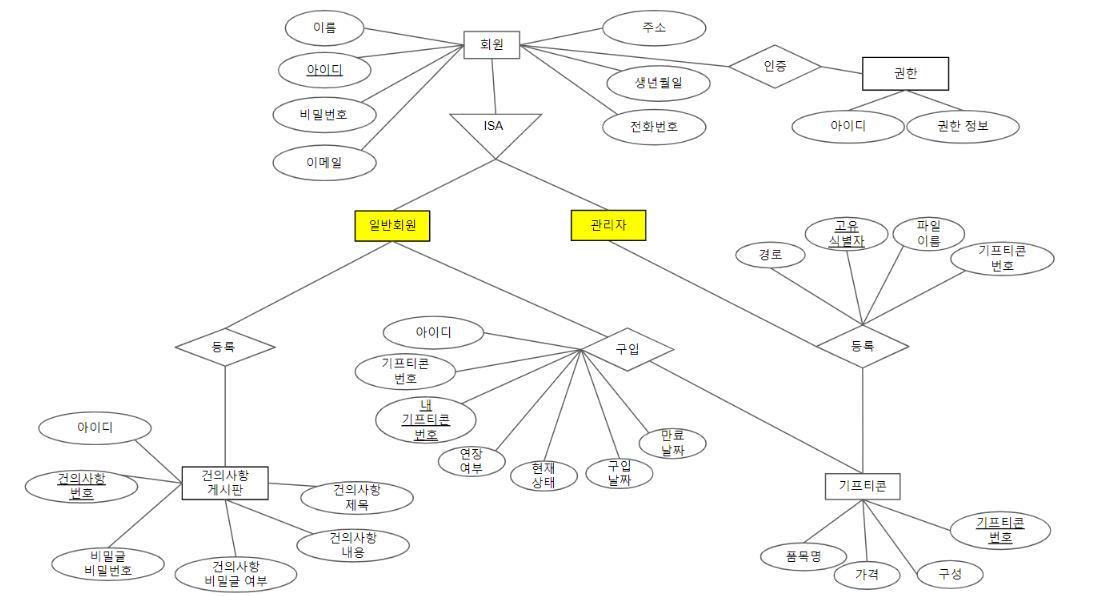 이름
회원
주소
아이디
인증
권한
생년월일
비밀번호
ISA
전화번호
아이디
권한 정보
이메일
일반회원
관리자
고유
식별자
파일
이름
경로
기프티콘
번호
등록
아이디
구입
등록
기프티콘
번호
내
기프티콘
번호
아이디
만료
날짜
연장
여부
현재
상태
구입
날짜
건의사항
번호
건의사항
게시판
건의사항
제목
기프티콘
기프티콘
번호
건의사항
내용
비밀글
비밀번호
건의사항
비밀글 여부
품목명
가격
구성